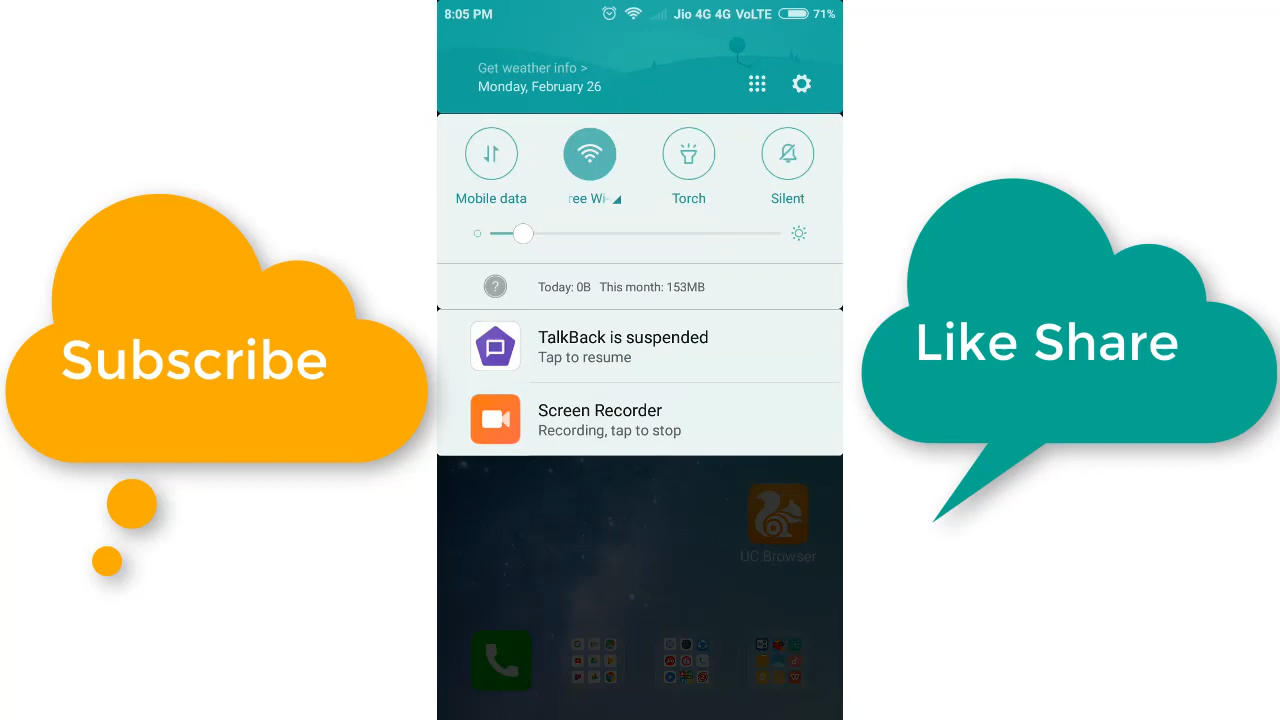 8:05 PM
Jio 4G 4G VoLTE
71%
Get weather info >
Monday, February 26
Mobile data
ree Wi-
Torch
Silent
?
Today: 0B This month: 153MB
TalkBack is suspended
Tap to resume
Screen Recorder
Recording, tap to stop
UC Browser
Subscribe
Like Share